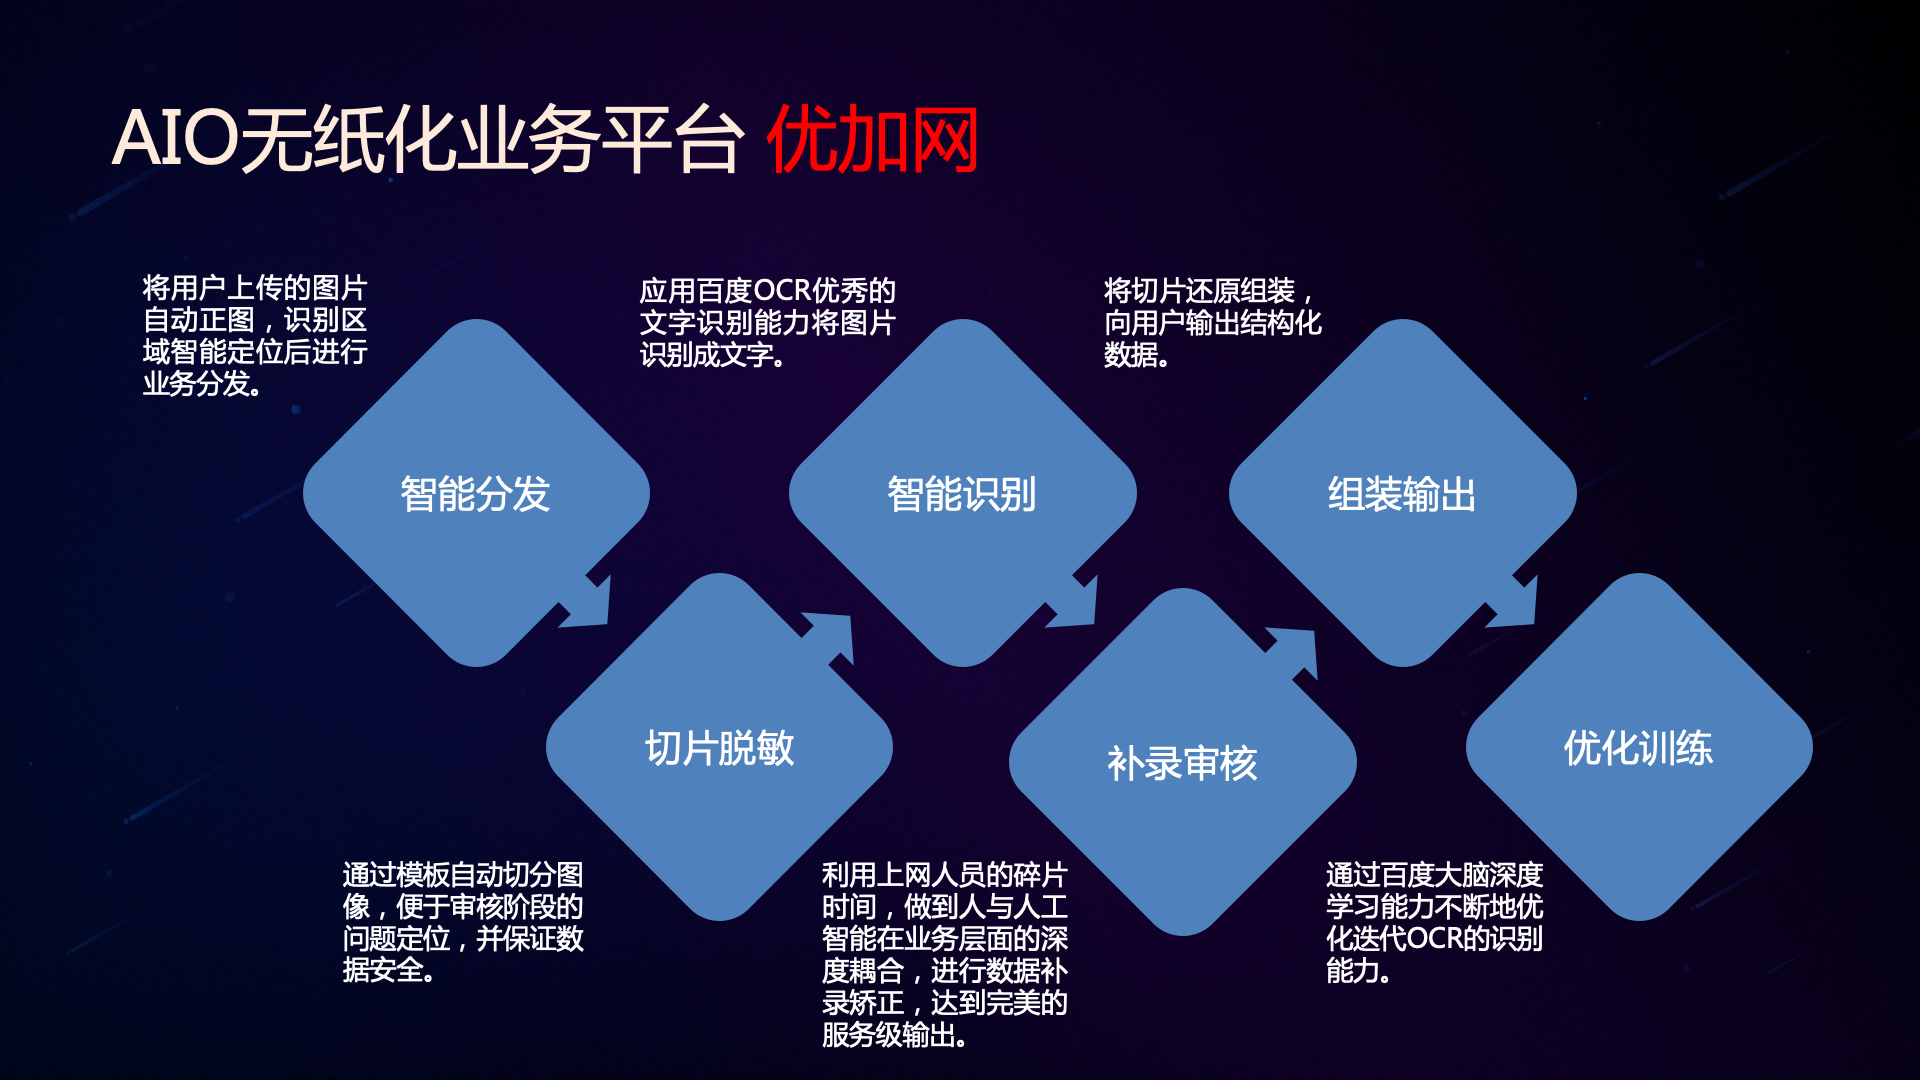 AIO无纸化业务平台 优加网
将用户上传的图片
自动正图，识别区
域智能定位后进行
业务分发。
应用百度OCR优秀的
文字识别能力将图片
识别成文字。
将切片还原组装，
向用户输出结构化
数据。
智能分发
智能识别
组装输出
切片脱敏
补录审核
优化训练
通过模板自动切分图
像，便于审核阶段的
问题定位，并保证数
据安全。
利用上网人员的碎片
时间，做到人与人工
智能在业务层面的深
度耦合，进行数据补
录矫正，达到完美的
服务级输出。
通过百度大脑深度
学习能力不断地优
化迭代OCR的识别
能力。